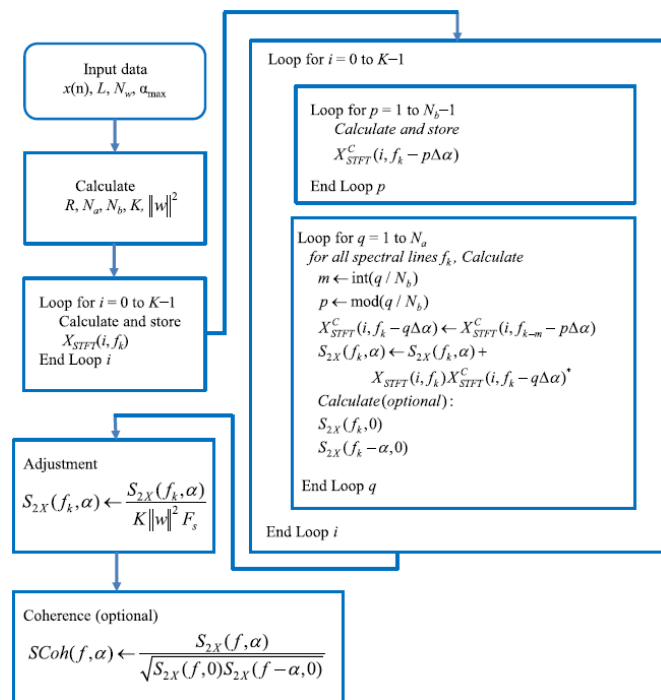 Input data
x(n), L, N_w, α_max
Calculate
R, N_a, N_b, K, ‖w‖²
Loop for i = 0 to K−1
Calculate and store
X_STFT(i, f_k)
End Loop i
Loop for i = 0 to K−1
Loop for p = 1 to N_b−1
Calculate and store
X^C_STFT(i, f_k − pΔα)
End Loop p
Loop for q = 1 to N_a
for all spectral lines f_k, Calculate
m ← int(q / N_b)
p ← mod(q / N_b)
X^C_STFT(i, f_k − qΔα) ← X^C_STFT(i, f_{k−m} − pΔα)
S_2X(f_k, α) ← S_2X(f_k, α) +
X_STFT(i, f_k)X^C_STFT(i, f_k − qΔα)^*
Calculate(optional):
S_2X(f_k, 0)
S_2X(f_k − α, 0)
End Loop q
End Loop i
Adjustment
S_2X(f_k, α) ← S_2X(f_k, α) / K‖w‖² F_s
Coherence (optional)
SCoh(f, α) ← S_2X(f, α) / √S_2X(f, 0)S_2X(f − α, 0)